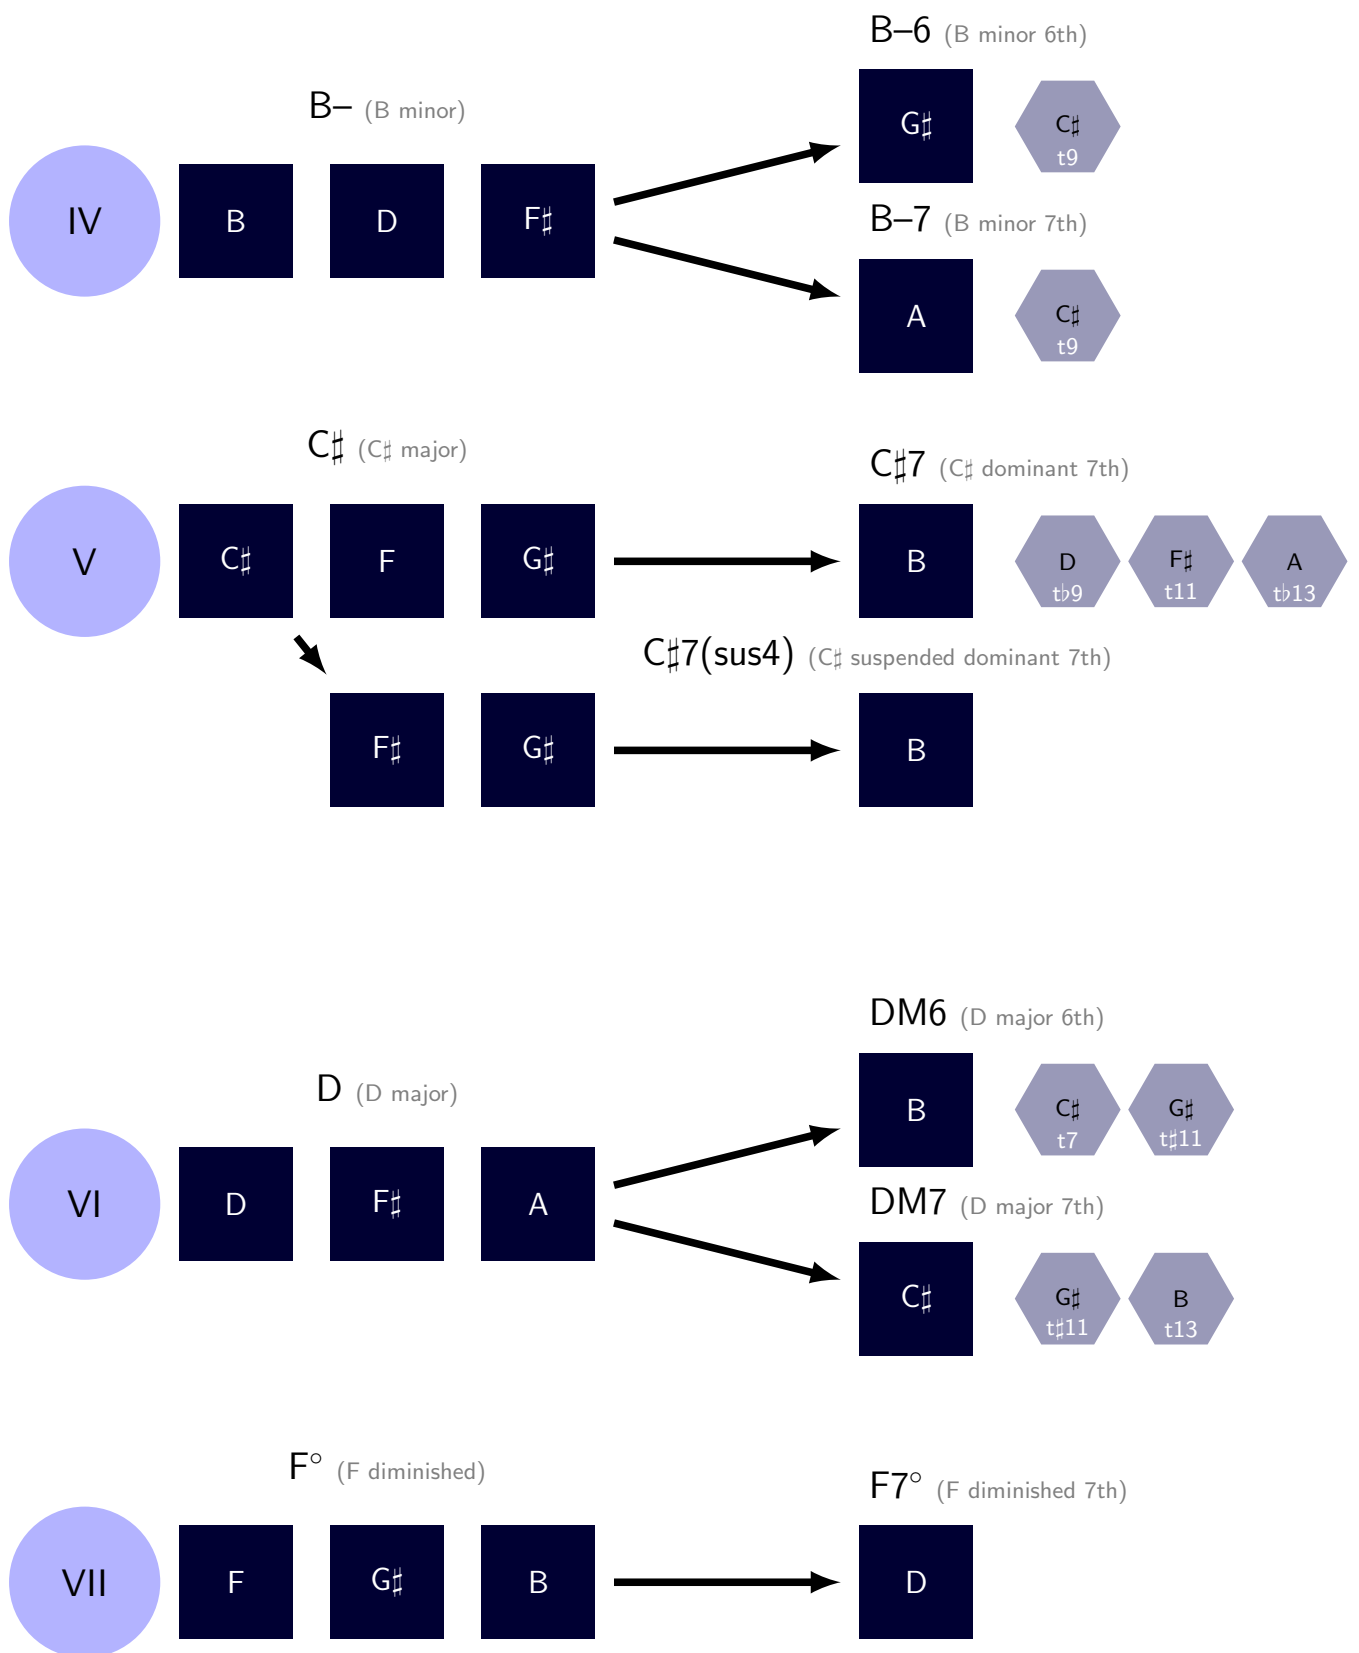 B–6 (B minor 6th)
B– (B minor)
G♯ C♯
t9
IV B D F♯
B–7 (B minor 7th)
A C♯
t9
C♯ (C♯ major)
C♯7 (C♯ dominant 7th)
V C♯ F G♯ B D F♯ A
t♭9 t11 t♭13
C♯7(sus4) (C♯ suspended dominant 7th)
F♯ G♯ B
DM6 (D major 6th)
D (D major)
B C♯ G♯
t7 t♯11
VI D F♯ A
DM7 (D major 7th)
C♯ G♯ B
t♯11 t13
F° (F diminished)
F7° (F diminished 7th)
VII F G♯ B D